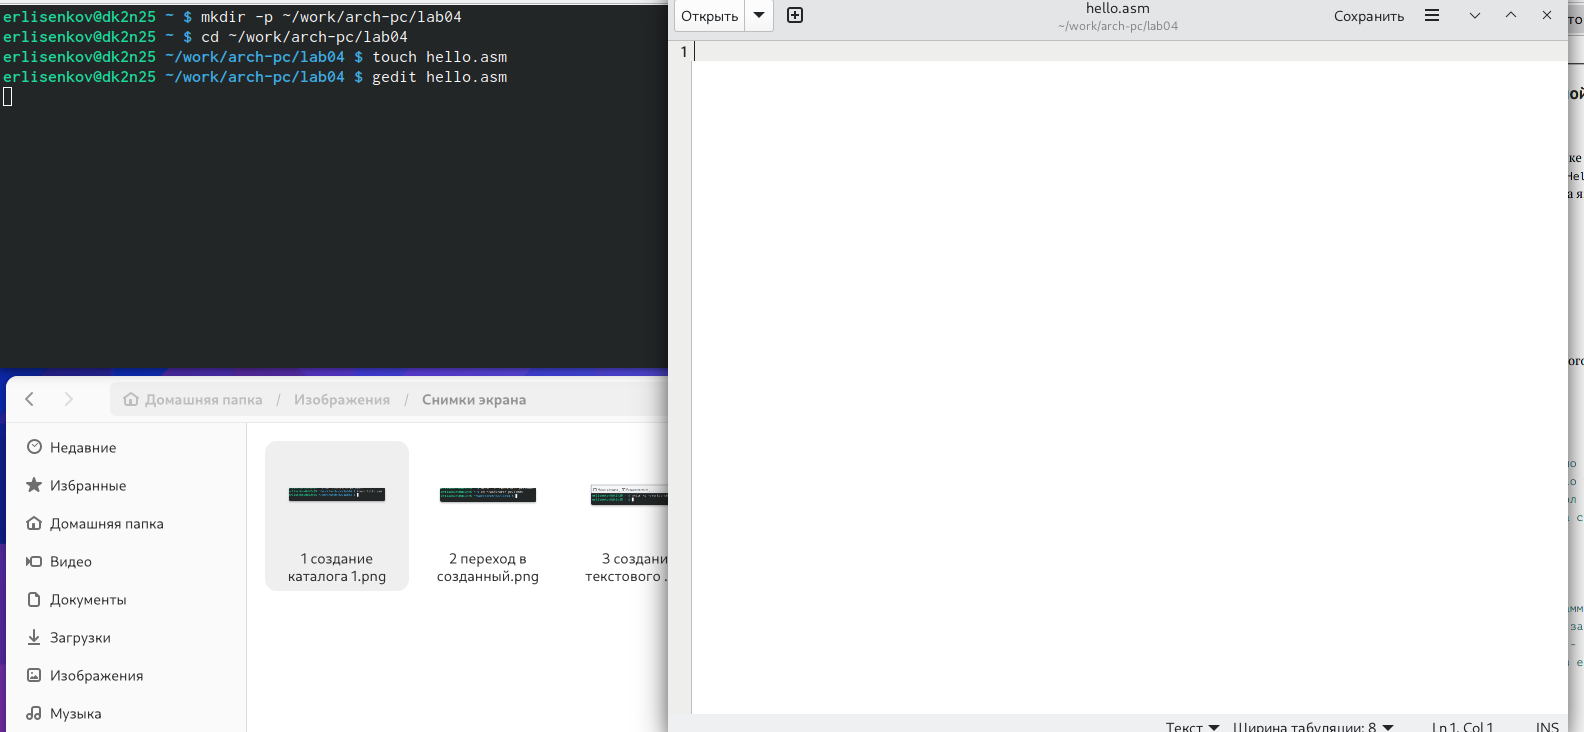 erlisenkov@dk2n25 ~ $ mkdir -p ~/work/arch-pc/lab04
erlisenkov@dk2n25 ~ $ cd ~/work/arch-pc/lab04
erlisenkov@dk2n25 ~/work/arch-pc/lab04 $ touch hello.asm
erlisenkov@dk2n25 ~/work/arch-pc/lab04 $ gedit hello.asm
Открыть
hello.asm
~/work/arch-pc/lab04
Сохранить
1
Домашняя папка / Изображения / Снимки экрана
Недавние
Избранные
Домашняя папка
Видео
Документы
Загрузки
Изображения
Музыка
1 создание
каталога 1.png
2 переход в
созданный.png
3 создани
текстового .
Текст
Ширина табуляции: 8
Ln 1, Col 1
INS